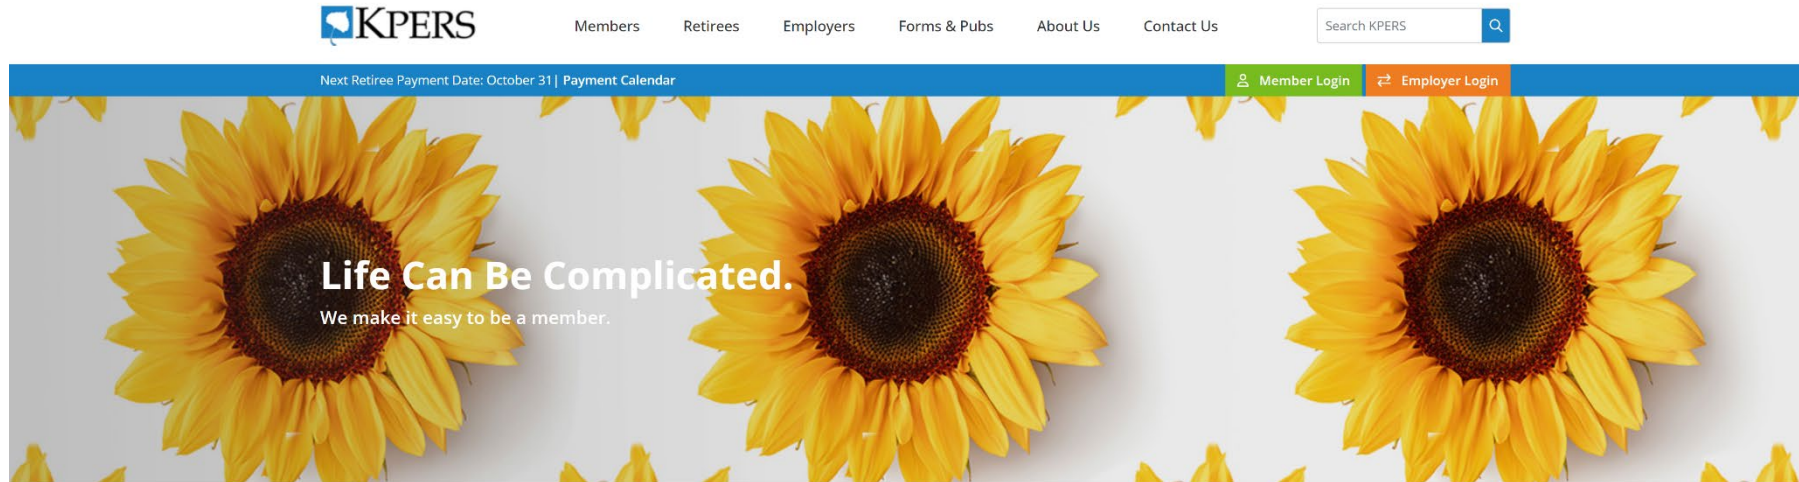 KPERS
Members
Retirees
Employers
Forms & Pubs
About Us
Contact Us
Search KPERS
Next Retiree Payment Date: October 31| Payment Calendar
Member Login
Employer Login
Life Can Be Complicated.
We make it easy to be a member.